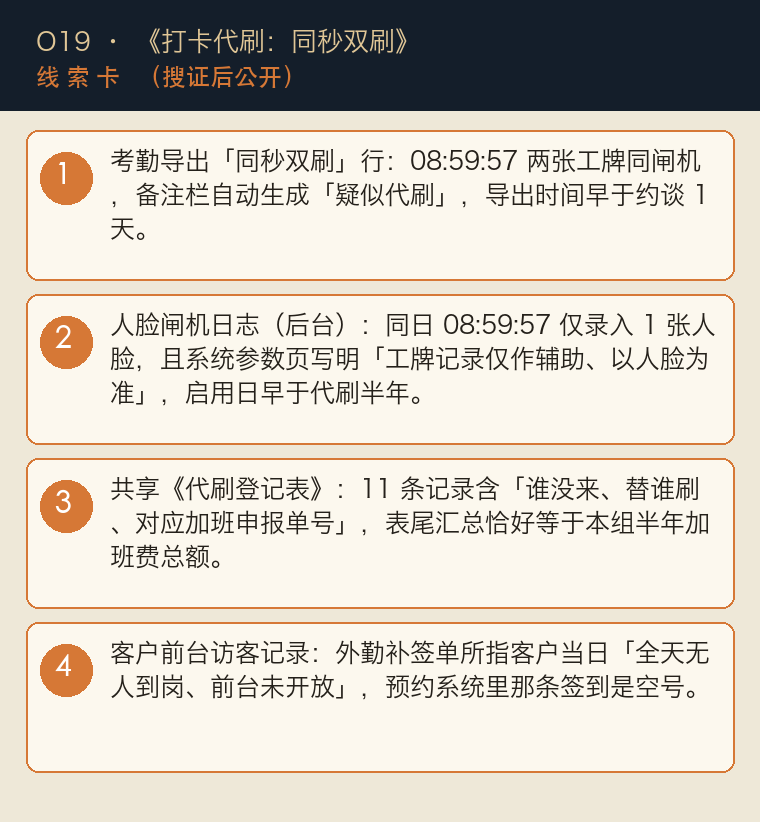 O19 · 《打卡代刷：同秒双刷》
线索卡 （搜证后公开）
1
考勤导出「同秒双刷」行：08:59:57 两张工牌同闸机
，备注栏自动生成「疑似代刷」，导出时间早于约谈 1
天。
2
人脸闸机日志（后台）：同日 08:59:57 仅录入 1 张人
脸，且系统参数页写明「工牌记录仅作辅助、以人脸为
准」，启用日早于代刷半年。
3
共享《代刷登记表》：11 条记录含「谁没来、替谁刷
、对应加班申报单号」，表尾汇总恰好等于本组半年加
班费总额。
4
客户前台访客记录：外勤补签单所指客户当日「全天无
人到岗、前台未开放」，预约系统里那条签到是空号。